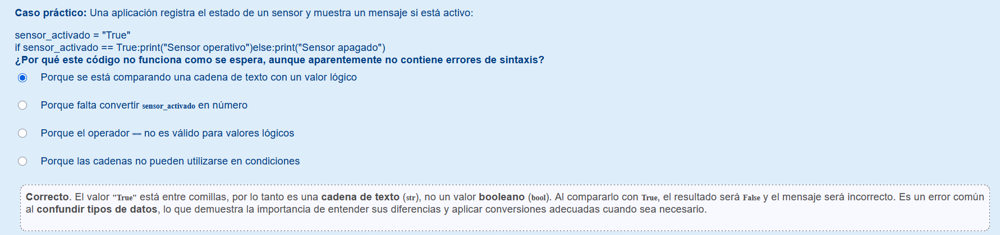 Caso práctico: Una aplicación registra el estado de un sensor y muestra un mensaje si está activo:
sensor_activado = "True"
if sensor_activado == True:print("Sensor operativo")else:print("Sensor apagado")
¿Por qué este código no funciona como se espera, aunque aparentemente no contiene errores de sintaxis?
Porque se está comparando una cadena de texto con un valor lógico
Porque falta convertir sensor_activado en número
Porque el operador == no es válido para valores lógicos
Porque las cadenas no pueden utilizarse en condiciones
Correcto. El valor "True" está entre comillas, por lo tanto es una cadena de texto (str), no un valor booleano (bool). Al compararlo con True, el resultado será False y el mensaje será incorrecto. Es un error común
al confundir tipos de datos, lo que demuestra la importancia de entender sus diferencias y aplicar conversiones adecuadas cuando sea necesario.